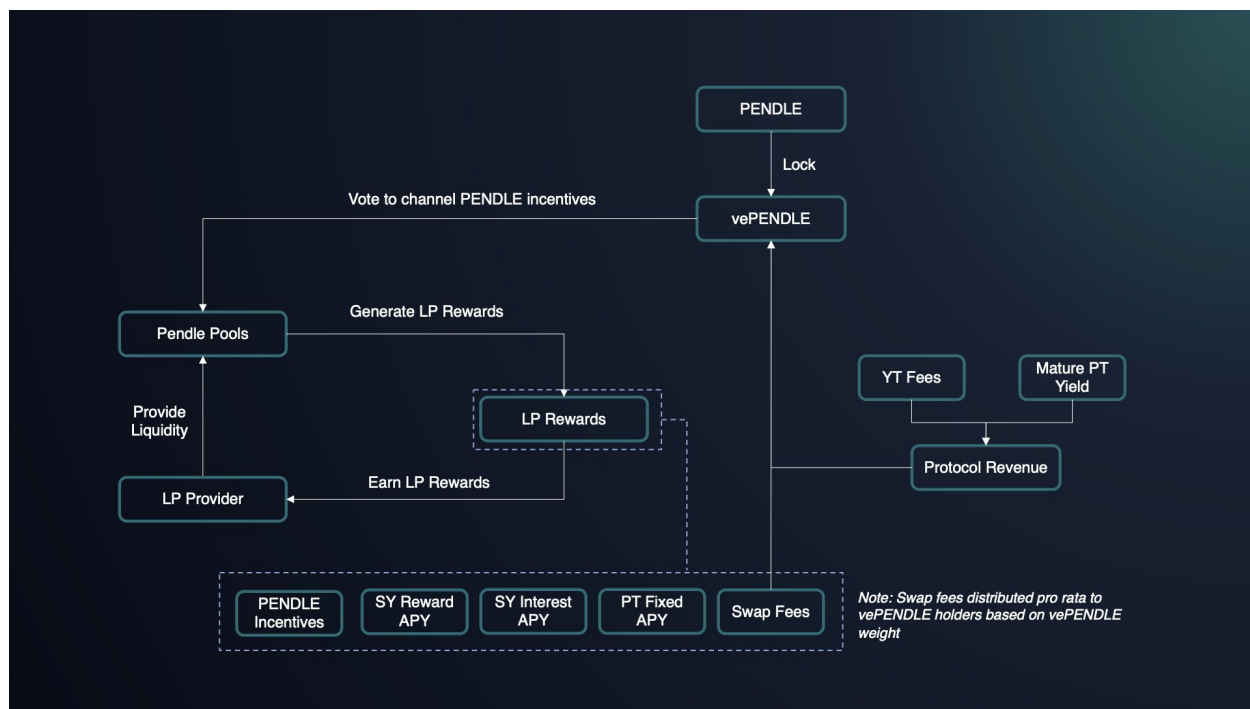 PENDLE
Lock
Vote to channel PENDLE incentives
vePENDLE
Generate LP Rewards
Pendle Pools
YT Fees
Mature PT
Yield
Provide
Liquidity
LP Rewards
Protocol Revenue
Earn LP Rewards
LP Provider
PENDLE
Incentives
SY Reward
APY
SY Interest
APY
PT Fixed
APY
Swap Fees
Note: Swap fees distributed pro rata to
vePENDLE holders based on vePENDLE
weight